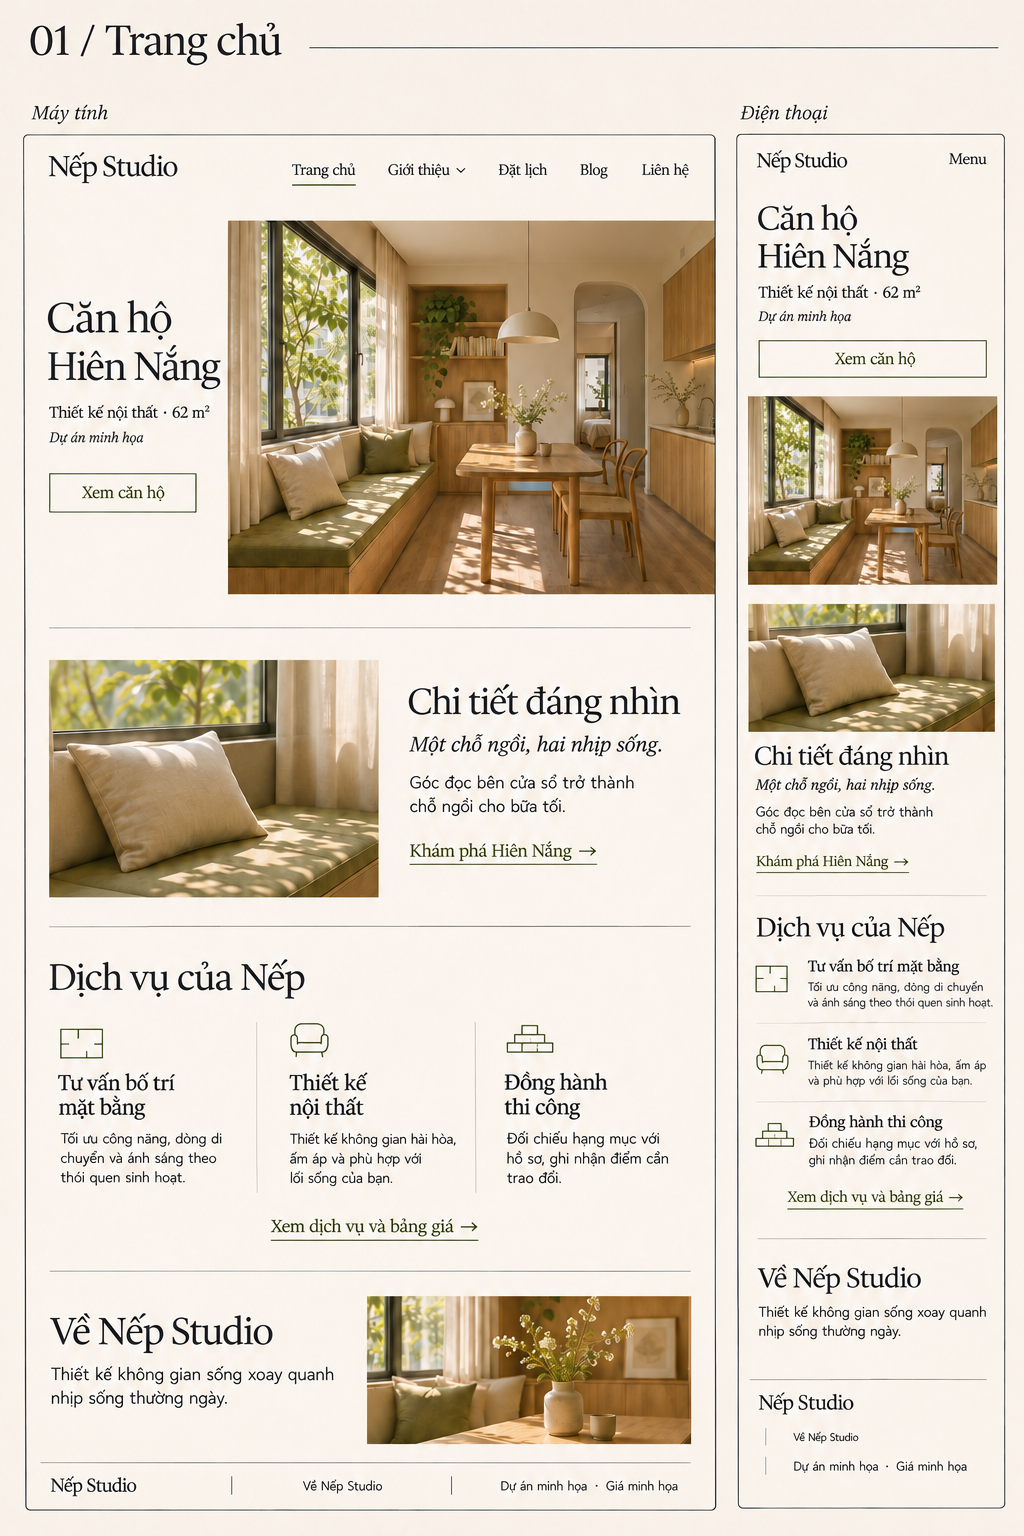 01 / Trang chủ
Máy tính
Nếp Studio
Trang chủ
Giới thiệu
Đặt lịch
Blog
Liên hệ
Căn hộ
Hiên Nắng
Thiết kế nội thất · 62 m²
Dự án minh họa
Xem căn hộ
Chi tiết đáng nhìn
Một chỗ ngồi, hai nhịp sống.
Góc đọc bên cửa sổ trở thành
chỗ ngồi cho bữa tối.
Khám phá Hiên Nắng →
Dịch vụ của Nếp
Tư vấn bố trí
mặt bằng
Tối ưu công năng, dòng di
chuyển và ánh sáng theo
thói quen sinh hoạt.
Thiết kế
nội thất
Thiết kế không gian hài hòa,
ấm áp và phù hợp với
lối sống của bạn.
Đồng hành
thi công
Đối chiếu hạng mục với
hồ sơ, ghi nhận điểm cần
trao đổi.
Xem dịch vụ và bảng giá →
Về Nếp Studio
Thiết kế không gian sống xoay quanh
nhịp sống thường ngày.
Nếp Studio
Về Nếp Studio
Dự án minh họa · Giá minh họa
Điện thoại
Nếp Studio
Menu
Căn hộ
Hiên Nắng
Thiết kế nội thất · 62 m²
Dự án minh họa
Xem căn hộ
Chi tiết đáng nhìn
Một chỗ ngồi, hai nhịp sống.
Góc đọc bên cửa sổ trở thành
chỗ ngồi cho bữa tối.
Khám phá Hiên Nắng →
Dịch vụ của Nếp
Tư vấn bố trí mặt bằng
Tối ưu công năng, dòng di chuyển
và ánh sáng theo thói quen sinh hoạt.
Thiết kế nội thất
Thiết kế không gian hài hòa, ấm áp
và phù hợp với lối sống của bạn.
Đồng hành thi công
Đối chiếu hạng mục với hồ sơ,
ghi nhận điểm cần trao đổi.
Xem dịch vụ và bảng giá →
Về Nếp Studio
Thiết kế không gian sống xoay quanh
nhịp sống thường ngày.
Nếp Studio
Về Nếp Studio
Dự án minh họa · Giá minh họa